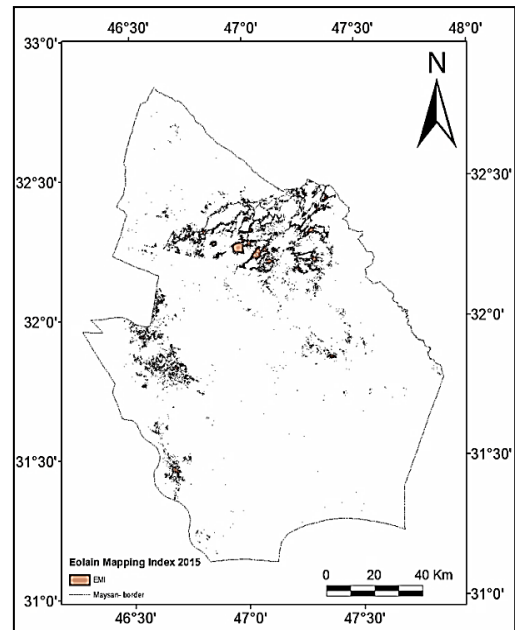 46°30' 47°0' 47°30' 48°0'
33°0'
N
32°30' 32°30'
32°0' 32°0'
31°30' 31°30'
Eolain Mapping Index 2015
EMI
Maysan- border
0 20 40 Km
31°0' 31°0'
46°30' 47°0' 47°30'